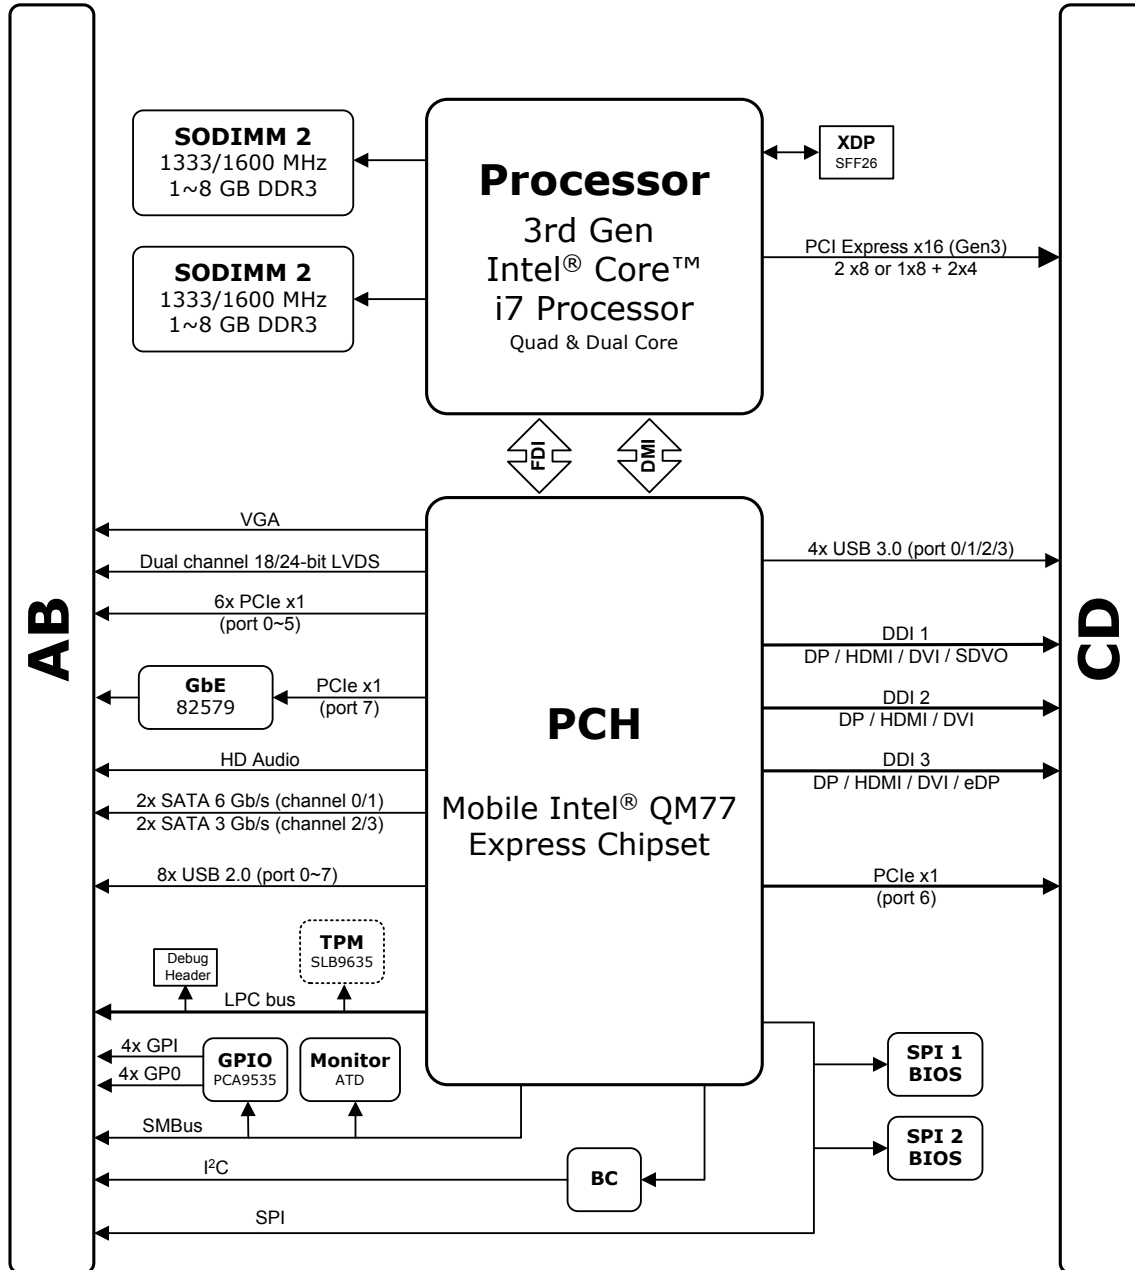 AB
CD
SODIMM 2
1333/1600 MHz
1~8 GB DDR3
SODIMM 2
1333/1600 MHz
1~8 GB DDR3
Processor
3rd Gen
Intel® Core™
i7 Processor
Quad & Dual Core
XDP
SFF26
PCI Express x16 (Gen3)
2 x8 or 1x8 + 2x4
FDI
DMI
VGA
Dual channel 18/24-bit LVDS
6x PCIe x1
(port 0~5)
GbE
82579
PCIe x1
(port 7)
HD Audio
2x SATA 6 Gb/s (channel 0/1)
2x SATA 3 Gb/s (channel 2/3)
8x USB 2.0 (port 0~7)
PCH
Mobile Intel® QM77
Express Chipset
4x USB 3.0 (port 0/1/2/3)
DDI 1
DP / HDMI / DVI / SDVO
DDI 2
DP / HDMI / DVI
DDI 3
DP / HDMI / DVI / eDP
PCIe x1
(port 6)
Debug
Header
TPM
SLB9635
LPC bus
4x GPI
4x GP0
GPIO
PCA9535
Monitor
ATD
SMBus
I²C
BC
SPI
SPI 1
BIOS
SPI 2
BIOS